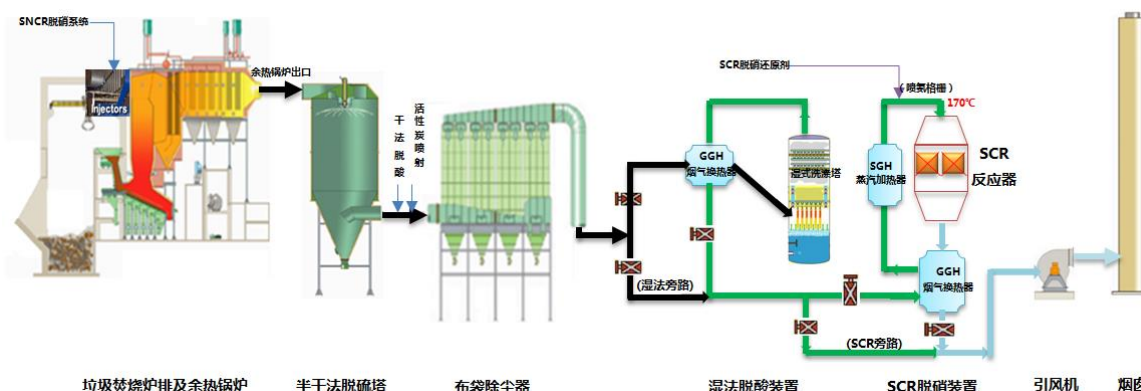 SNCR脱硝系统
Injectors
余热锅炉出口
干法脱酸
活性炭喷射
SCR脱硝还原剂
(喷氨格栅)
170℃
GGH
烟气换热器
湿式洗涤塔
SGH
蒸汽加热器
SCR
反应器
GGH
烟气换热器
(湿法旁路)
(SCR旁路)
垃圾焚烧炉排及余热锅炉
半干法脱硫塔
布袋除尘器
湿法脱酸装置
SCR脱硝装置
引风机
烟囱